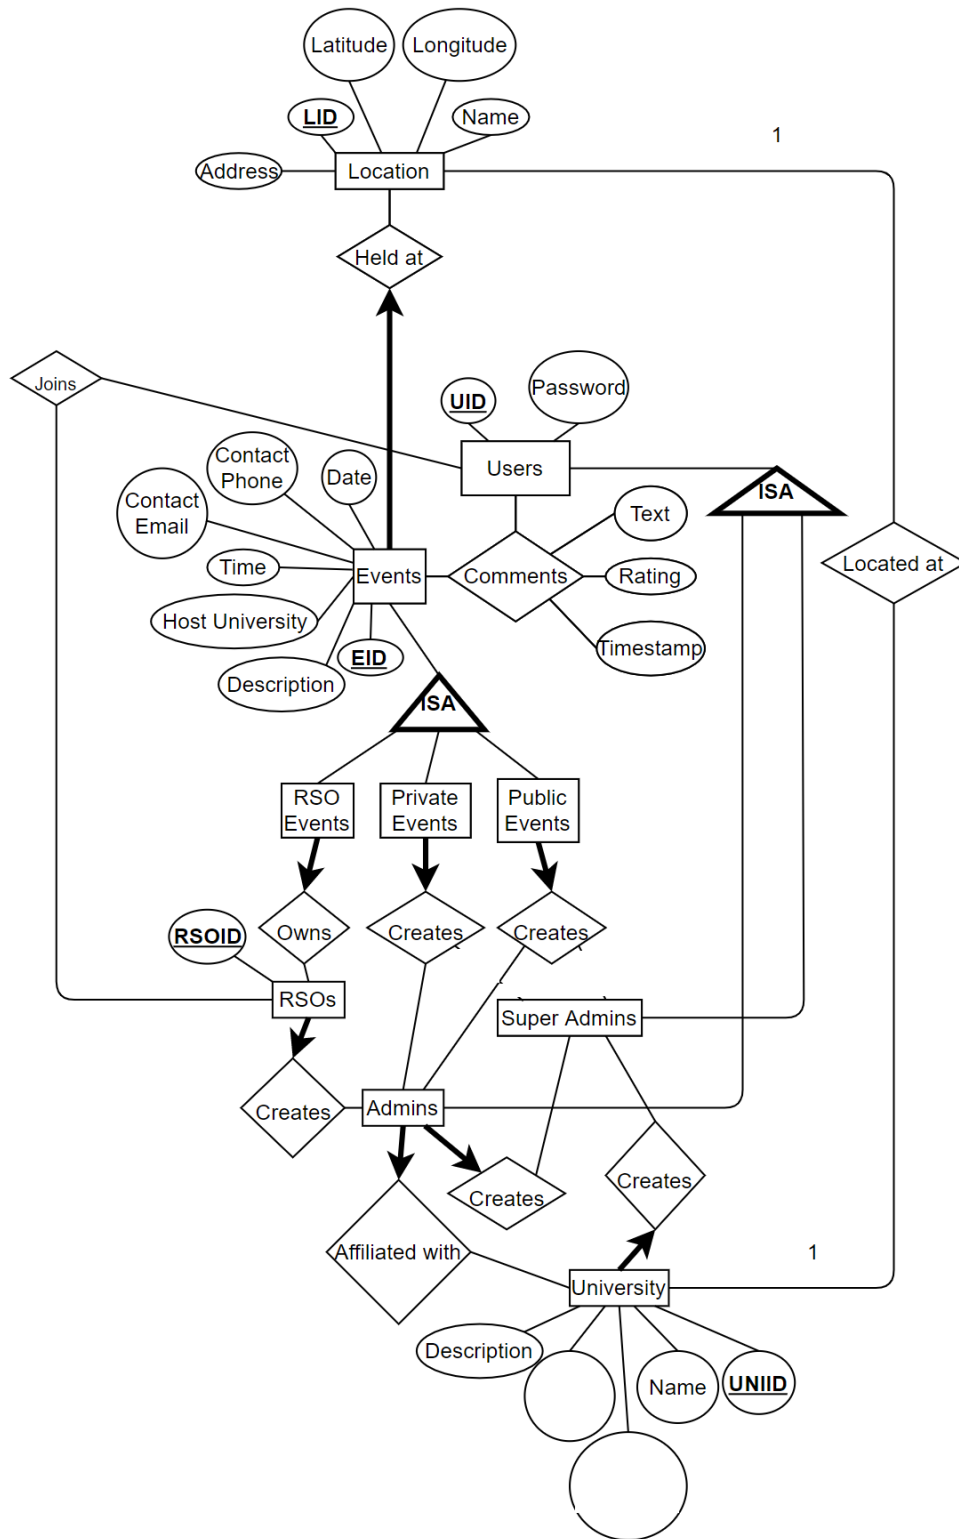 Latitude
Longitude
LID
Name
1
Address
Location
Held at
Joins
UID
Password
Contact
Phone
Date
Users
ISA
Contact
Email
Text
Time
Events
Comments
Rating
Located at
Host University
EID
Timestamp
Description
ISA
RSO
Events
Private
Events
Public
Events
RSOID
Owns
Creates
Creates
RSOs
Super Admins
Creates
Admins
Creates
Creates
Affiliated with
1
University
Description
Name
UNIID